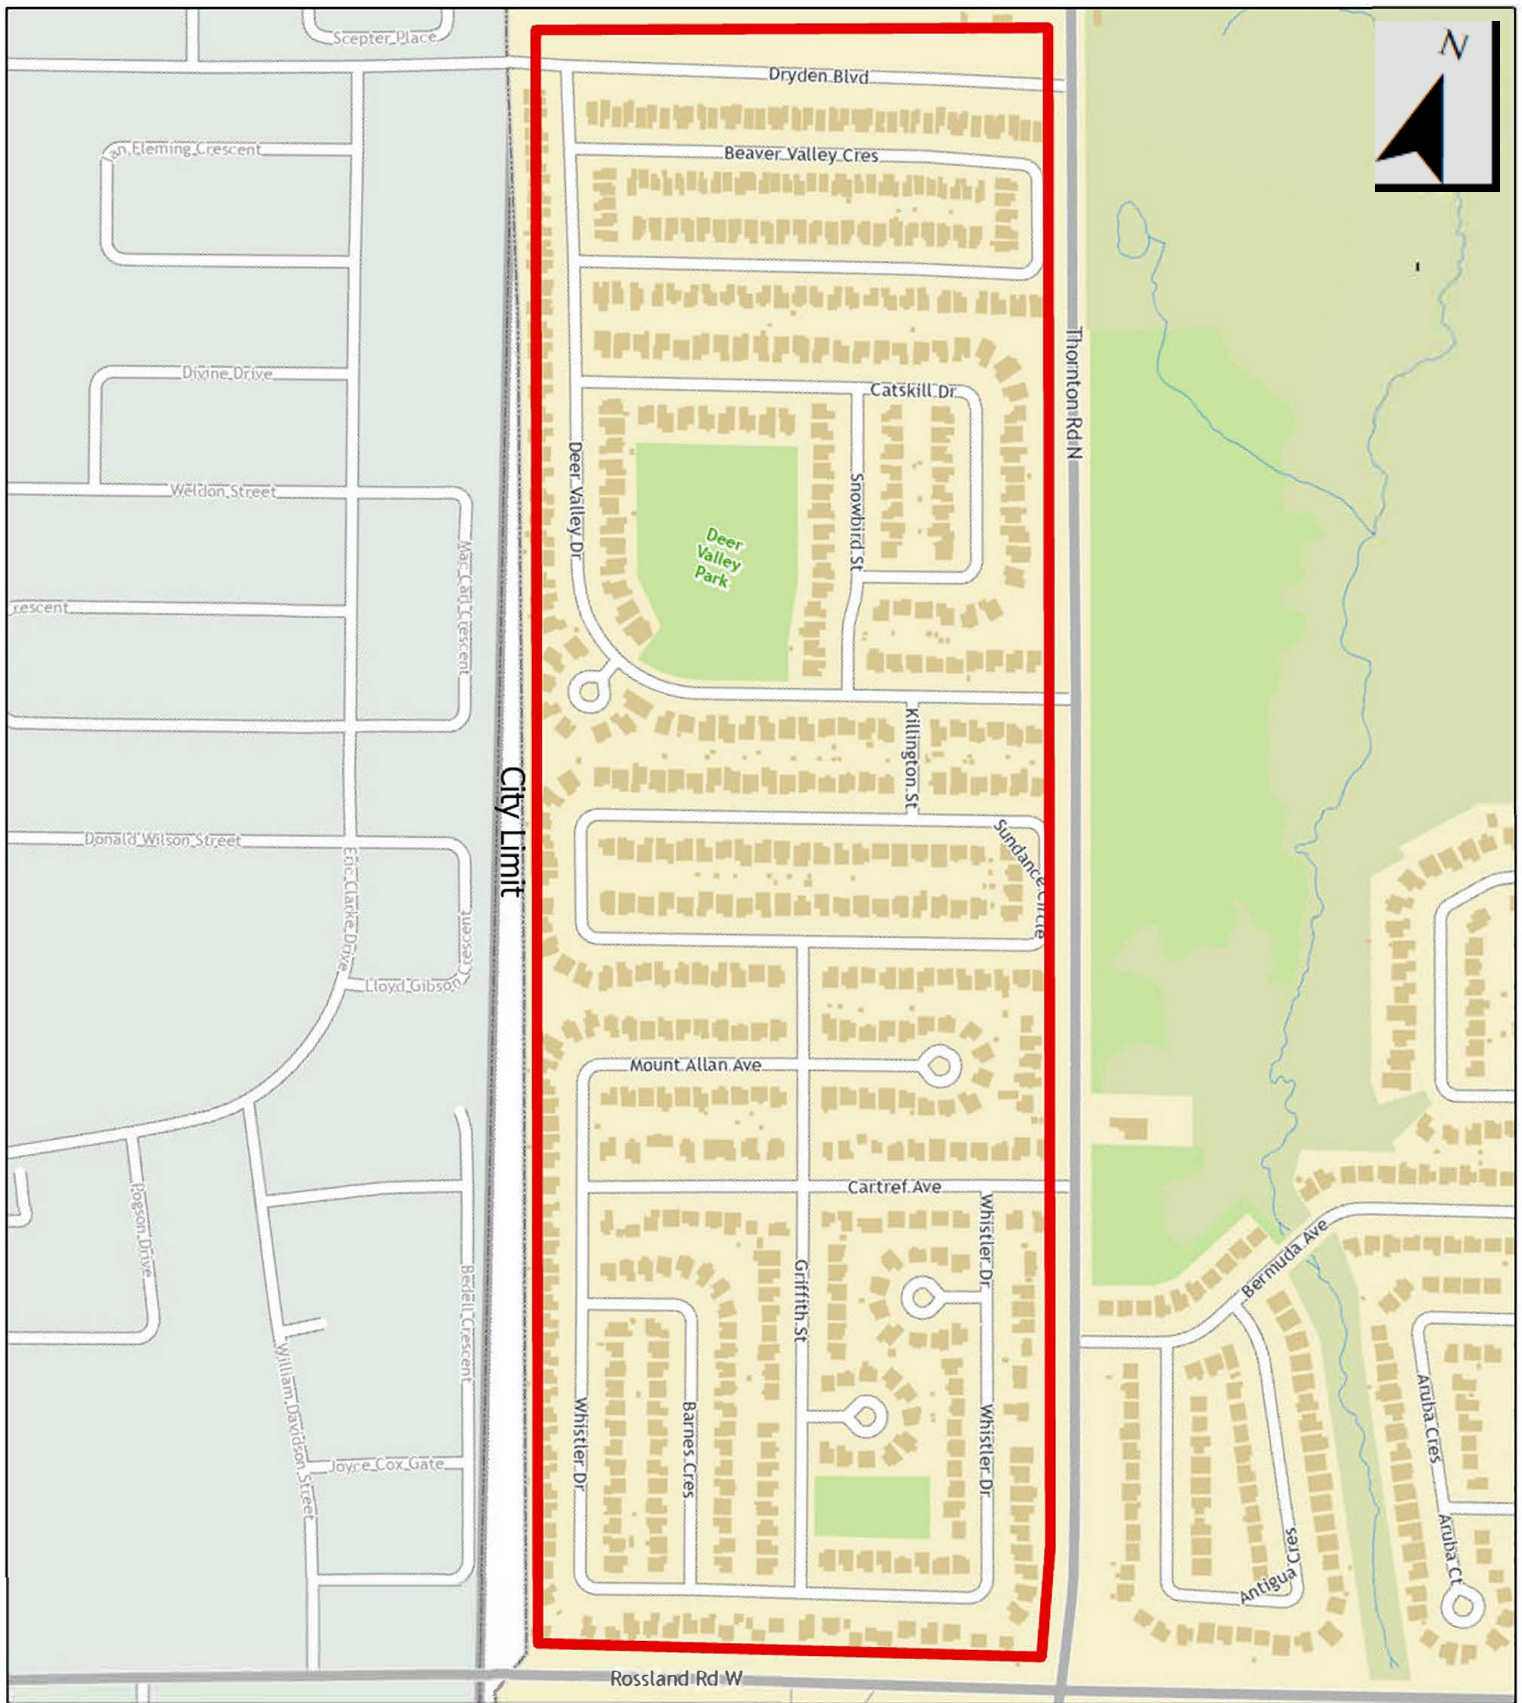 Scepter Place
N
Dryden Blvd
Ian Fleming Crescent
Beaver Valley Cres
Thornton Rd N
Divine Drive
Catskill Dr
Deer Valley Dr
Snowbird St
Weldon Street
Deer
Valley
Park
Mac Carl Crescent
rescent
Killington St
City Limit
Sundance Circle
Donald Wilson Street
Eric Clarke Drive
Lloyd Gibson Crescent
Mount Allan Ave
Cartref Ave
Pogson Drive
Whistler Dr
Bermuda Ave
Griffith St
Bedell Crescent
William Davidson Street
Whistler Dr
Barnes Cres
Whistler Dr
Aruba Cres
Joyce Cox Gate
Aruba Ct
Antigua Cres
Rossland Rd W